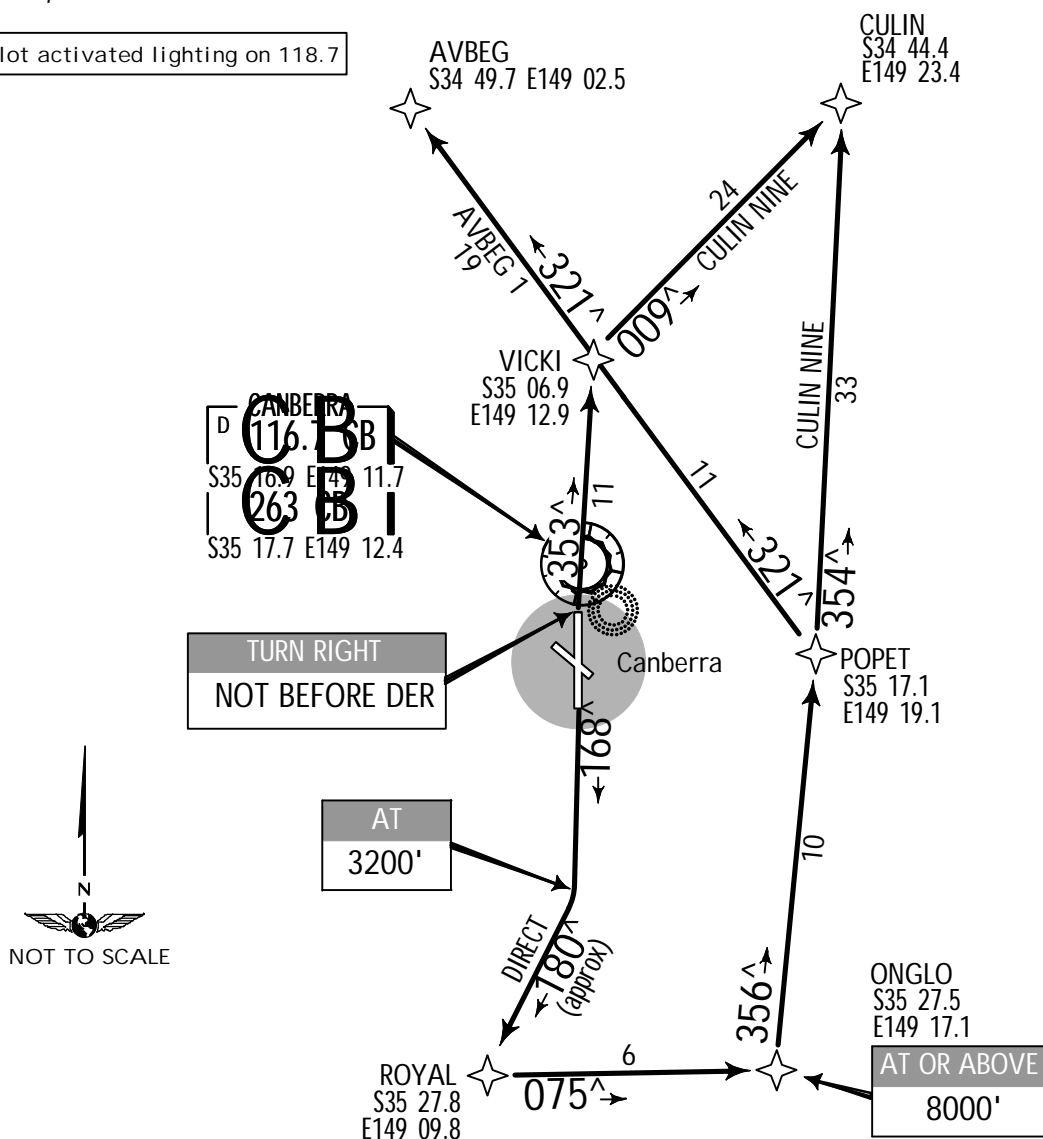 lot activated lighting on 118.7
AVBEG
S34 49.7 E149 02.5
CULIN
S34 44.4
E149 23.4
AVBEG 1
19
321^
24
CULIN NINE
009^
VICKI
S35 06.9
E149 12.9
CULIN NINE
33
CANBERRA
D 116.7 CB
CB
S35 16.9 E149 11.7
263 CB
CB
S35 17.7 E149 12.4
353^
11
11
321^
354^
TURN RIGHT
NOT BEFORE DER
Canberra
POPET
S35 17.1
E149 19.1
168^
AT
3200'
10
N
NOT TO SCALE
DIRECT
180^
(approx)
356^
ONGLO
S35 27.5
E149 17.1
AT OR ABOVE
8000'
ROYAL
S35 27.8
E149 09.8
6
075^